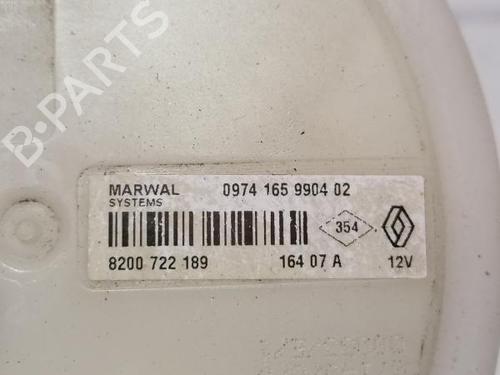 B-PARTS
MARWAL 0974 165 9904 02
SYSTEMS
354
8200 722 189 164 07 A 12V